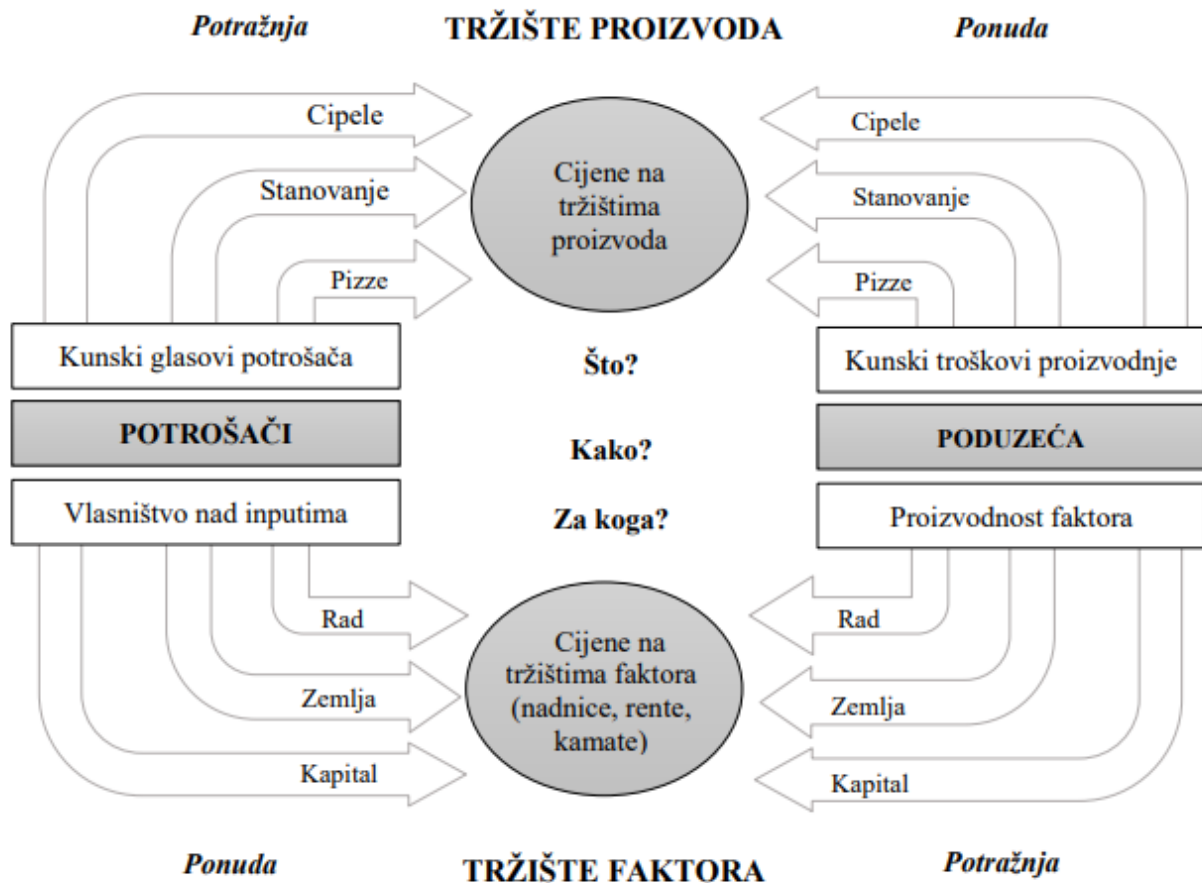 Potražnja
TRŽIŠTE PROIZVODA
Ponuda
Cipele
Stanovanje
Pizze
Cijene na
tržištima
proizvoda
Cipele
Stanovanje
Pizze
Kunski glasovi potrošača
Što?
Kunski troškovi proizvodnje
POTROŠAČI
Kako?
PODUZEĆA
Vlasništvo nad inputima
Za koga?
Proizvodnost faktora
Rad
Zemlja
Kapital
Cijene na
tržištima faktora
(nadnice, rente,
kamate)
Rad
Zemlja
Kapital
Ponuda
TRŽIŠTE FAKTORA
Potražnja